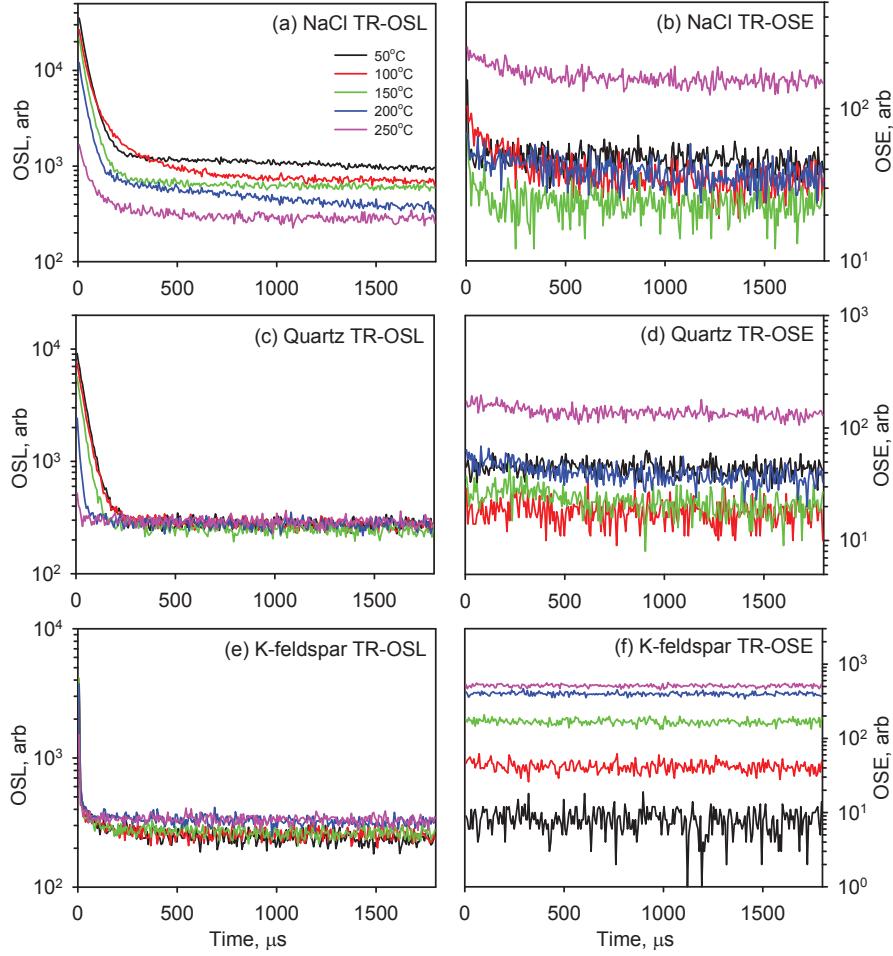 (a) NaCl TR-OSL
50°C
100°C
150°C
200°C
250°C
OSL, arb
10⁴
10³
10²
0
500
1000
1500
(b) NaCl TR-OSE
OSE, arb
10²
10¹
0
500
1000
1500
(c) Quartz TR-OSL
OSL, arb
10⁴
10³
10²
0
500
1000
1500
(d) Quartz TR-OSE
OSE, arb
10³
10²
10¹
0
500
1000
1500
(e) K-feldspar TR-OSL
OSL, arb
10⁴
10³
10²
0
500
1000
1500
Time, μs
(f) K-feldspar TR-OSE
OSE, arb
10³
10²
10¹
10⁰
0
500
1000
1500
Time, μs